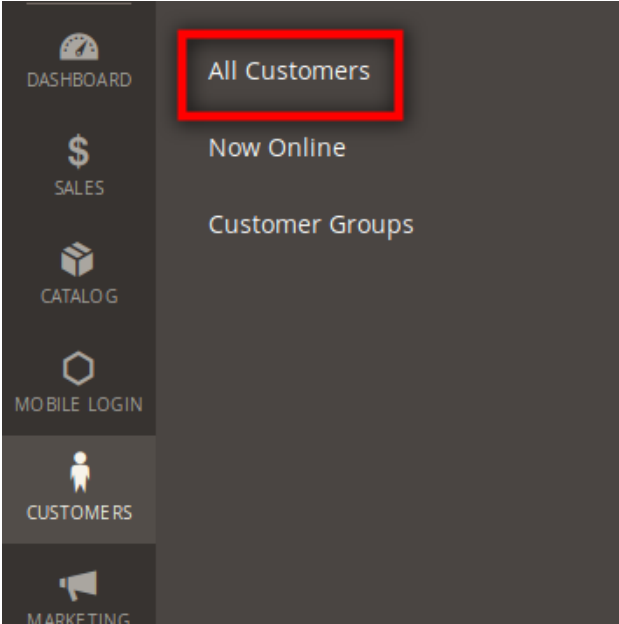 DASHBOARD
SALES
CATALOG
MOBILE LOGIN
CUSTOMERS
MARKETING
All Customers
Now Online
Customer Groups